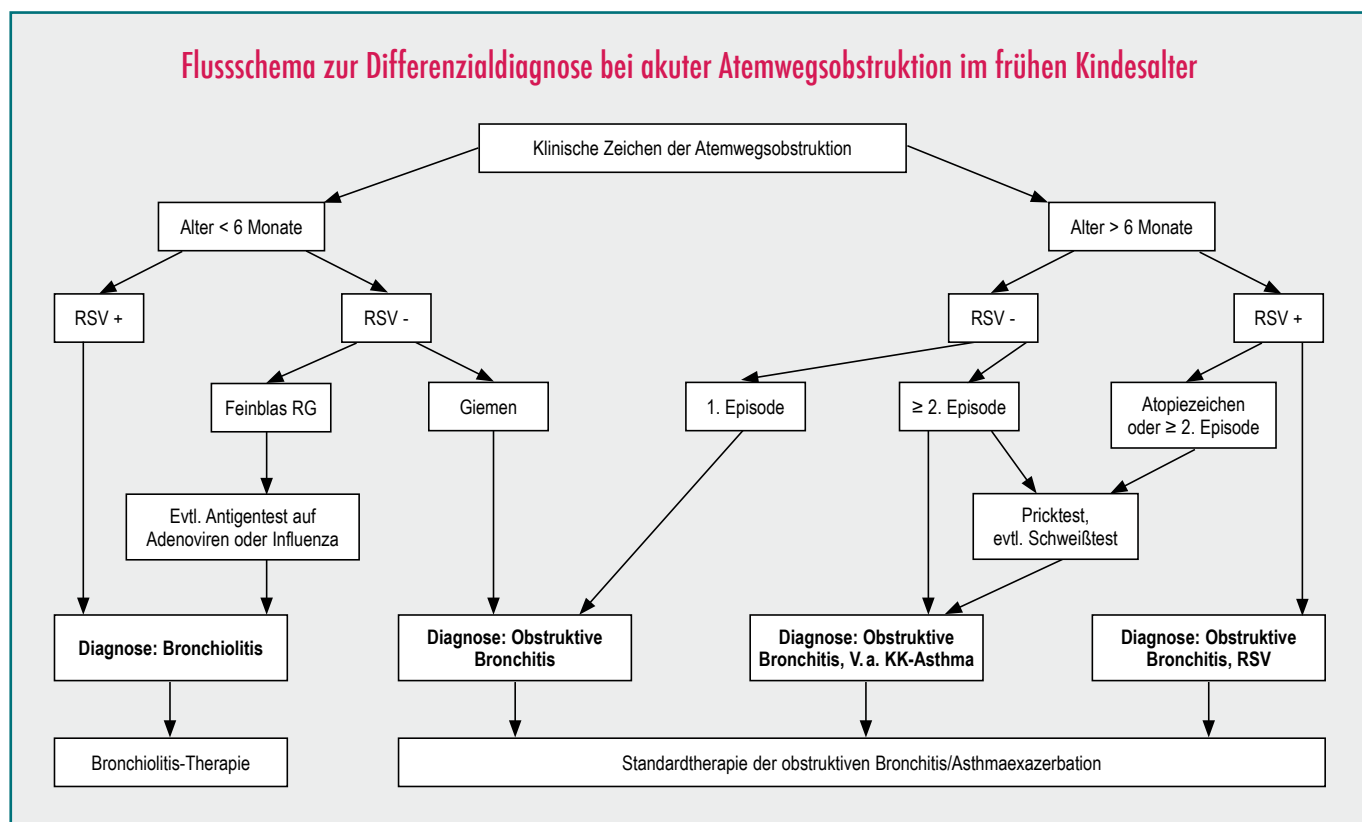 Flussschema zur Differenzialdiagnose bei akuter Atemwegsobstruktion im frühen Kindesalter
Klinische Zeichen der Atemwegsobstruktion
Alter < 6 Monate
Alter > 6 Monate
RSV +
RSV -
RSV -
RSV +
Feinblas RG
Giemen
1. Episode
≥ 2. Episode
Atopiezeichen
oder ≥ 2. Episode
Evtl. Antigentest auf
Adenoviren oder Influenza
Pricktest,
evtl. Schweißtest
Diagnose: Bronchiolitis
Diagnose: Obstruktive
Bronchitis
Diagnose: Obstruktive
Bronchitis, V. a. KK-Asthma
Diagnose: Obstruktive
Bronchitis, RSV
Bronchiolitis-Therapie
Standardtherapie der obstruktiven Bronchitis/Asthmaexazerbation